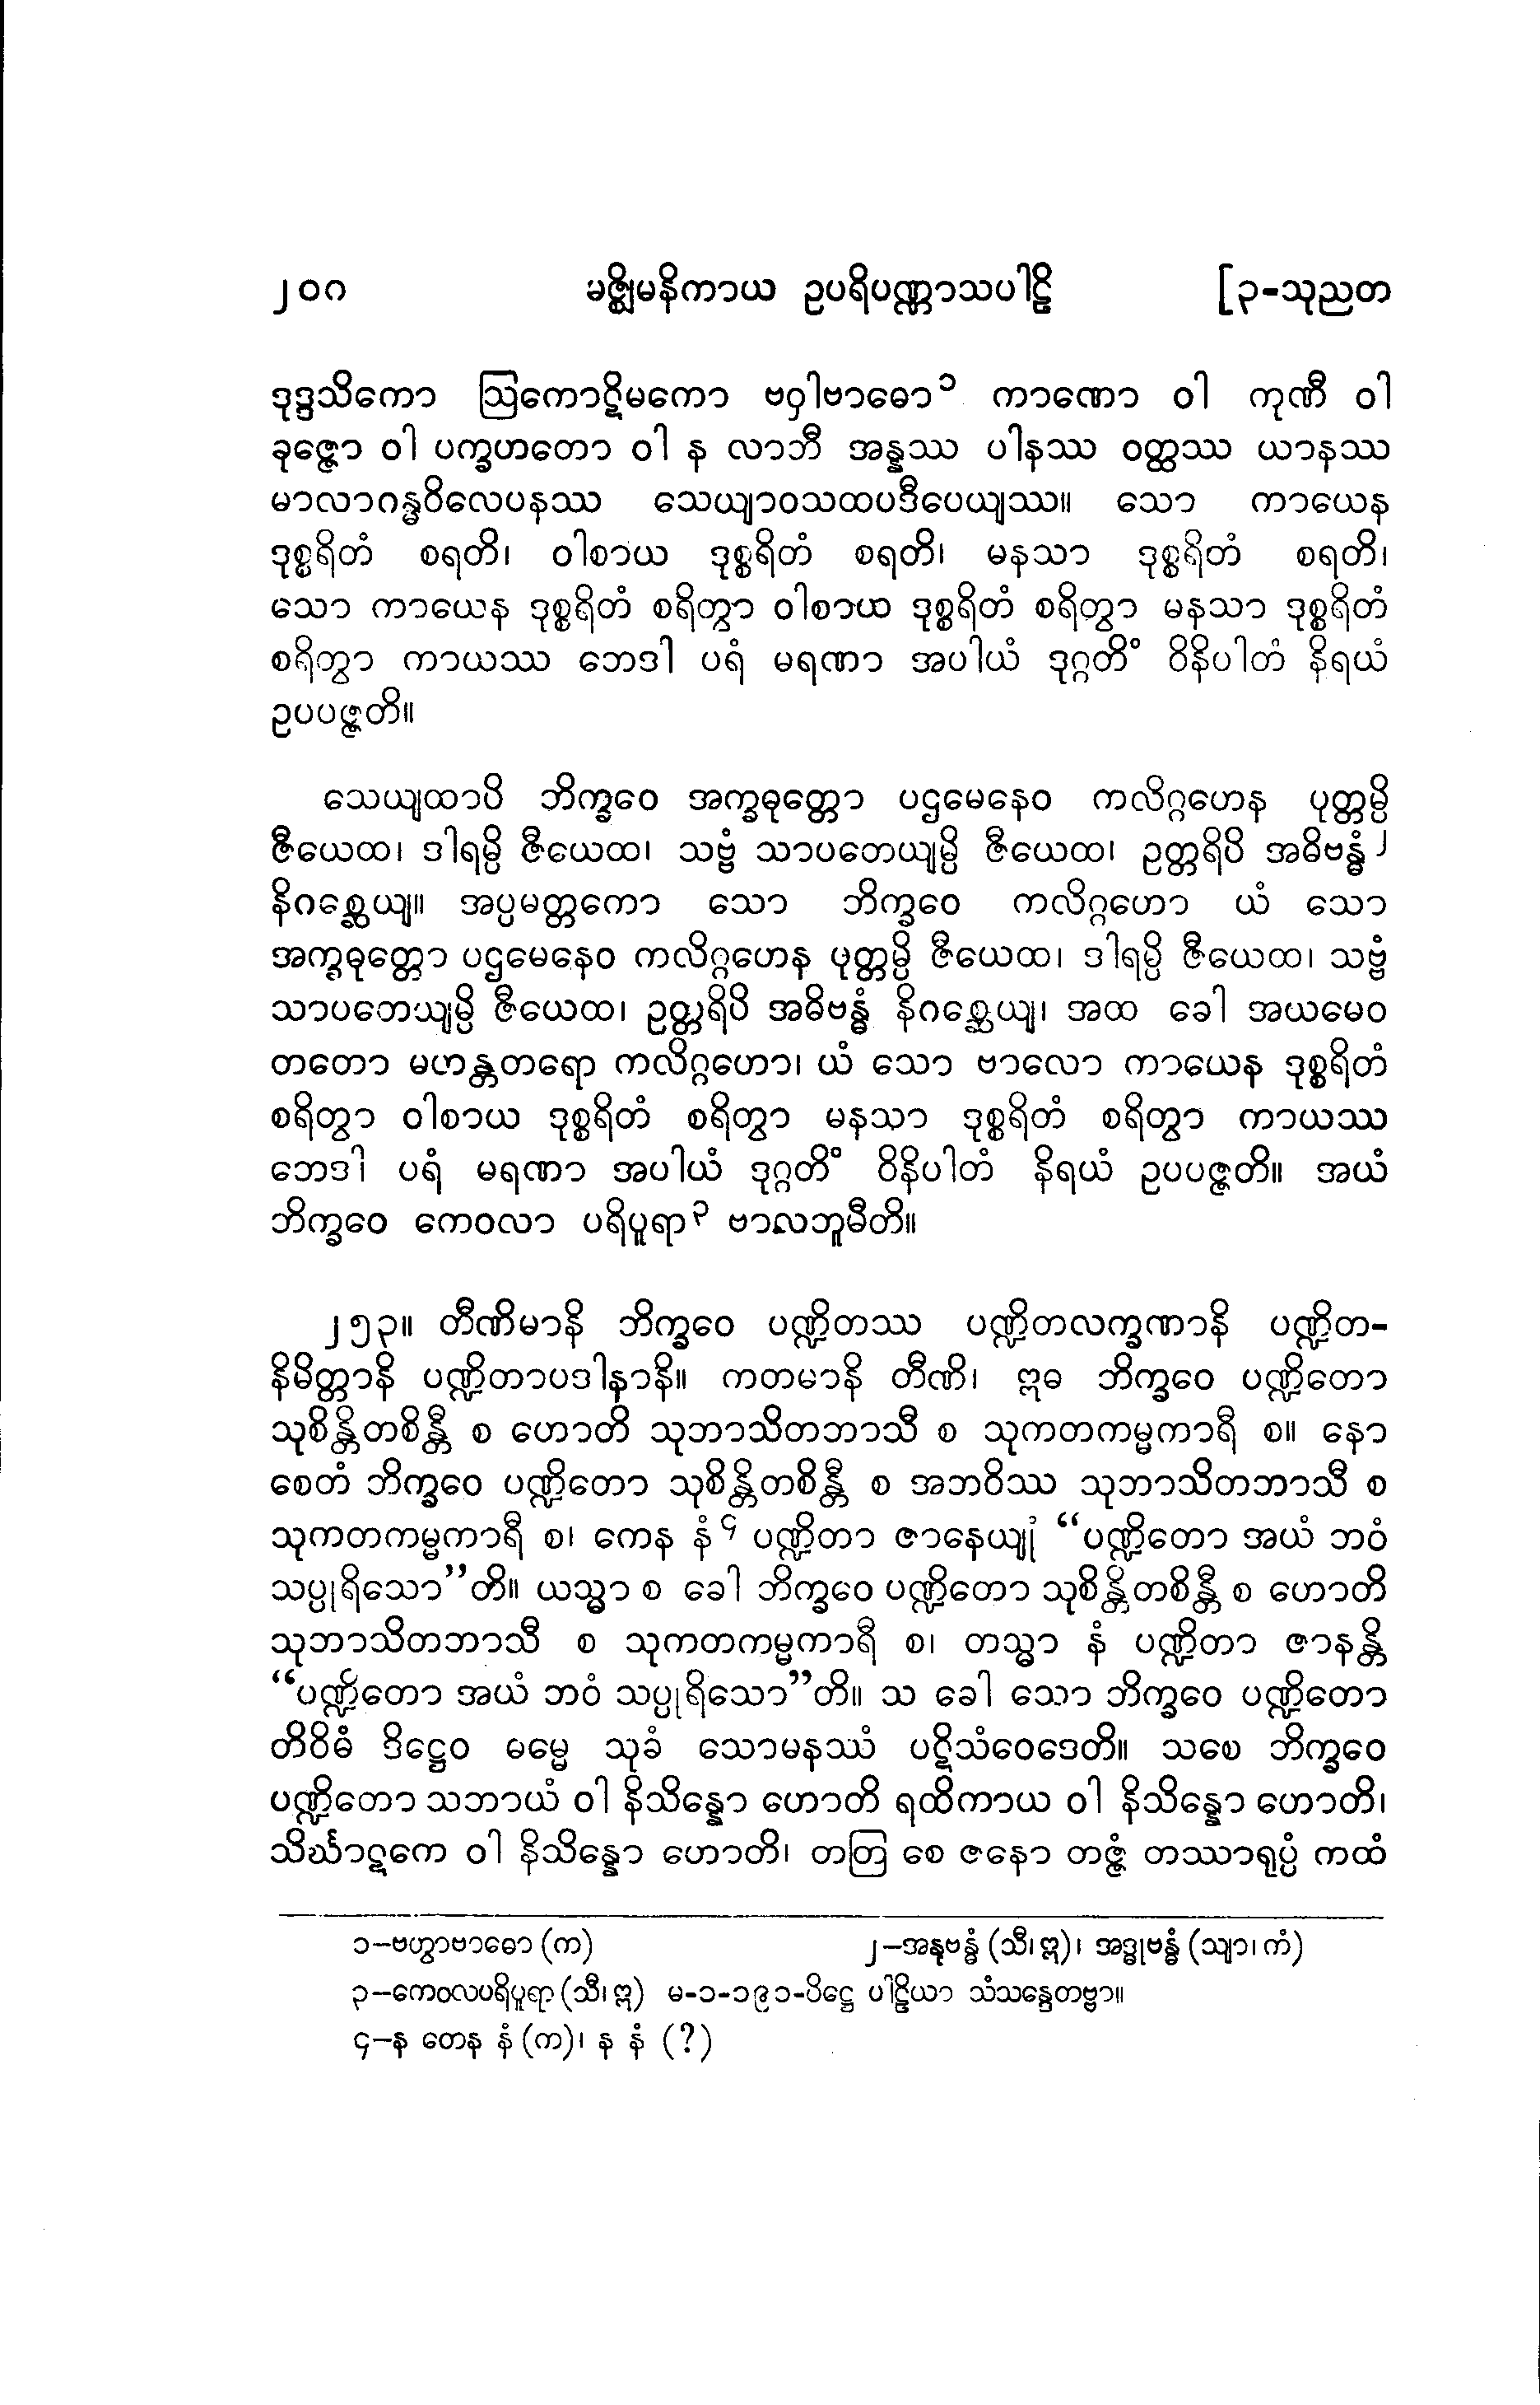 ၂၀၈ မဇ္ဈိမနိကာယ ဥပရိပဏ္ဏာသပါဠိ [၃-သုညတ
ဒုဒ္ဒသိကော ဩကောဋိမကော ဗဝှါဗာဓော၁ ကာဏော ဝါ ကုဏီ ဝါ
ခုဇ္ဇော ဝါ ပက္ခဟတော ဝါ န လာဘီ အန္နဿ ပါနဿ ဝတ္ထဿ ယာနဿ
မာလာဂန္ဓဝိလေပနဿ သေယျာဝသထပဒီပေယျဿ။ သော ကာယေန
ဒုစ္စရိတံ စရတိ၊ ဝါစာယ ဒုစ္စရိတံ စရတိ၊ မနသာ ဒုစ္စရိတံ စရတိ၊
သော ကာယေန ဒုစ္စရိတံ စရိတွာ ဝါစာယ ဒုစ္စရိတံ စရိတွာ မနသာ ဒုစ္စရိတံ
စရိတွာ ကာယဿ ဘေဒါ ပရံ မရဏာ အပါယံ ဒုဂ္ဂတိံ ဝိနိပါတံ နိရယံ
ဥပပဇ္ဇတိ။
သေယျထာပိ ဘိက္ခဝေ အက္ခဓုတ္တော ပဌမေနေဝ ကလိဂ္ဂဟေန ပုတ္တမ္ပိ
ဇီယေထ၊ ဒါရမ္ပိ ဇီယေထ၊ သဗ္ဗံ သာပတေယျမ္ပိ ဇီယေထ၊ ဥတ္တရိပိ အဓိဗန္ဓံ၂
နိဂစ္ဆေယျ။ အပ္ပမတ္တကော သော ဘိက္ခဝေ ကလိဂ္ဂဟော ယံ သော
အက္ခဓုတ္တော ပဌမေနေဝ ကလိဂ္ဂဟေန ပုတ္တမ္ပိ ဇီယေထ၊ ဒါရမ္ပိ ဇီယေထ၊ သဗ္ဗံ
သာပတေယျမ္ပိ ဇီယေထ၊ ဥတ္တရိပိ အဓိဗန္ဓံ နိဂစ္ဆေယျ၊ အထ ခေါ အယမေဝ
တတော မဟန္တတရော ကလိဂ္ဂဟော၊ ယံ သော ဗာလော ကာယေန ဒုစ္စရိတံ
စရိတွာ ဝါစာယ ဒုစ္စရိတံ စရိတွာ မနသာ ဒုစ္စရိတံ စရိတွာ ကာယဿ
ဘေဒါ ပရံ မရဏာ အပါယံ ဒုဂ္ဂတိံ ဝိနိပါတံ နိရယံ ဥပပဇ္ဇတိ။ အယံ
ဘိက္ခဝေ ကေဝလာ ပရိပူရာ၃ ဗာလဘူမီတိ။
၂၅၃။ တီဏိမာနိ ဘိက္ခဝေ ပဏ္ဍိတဿ ပဏ္ဍိတလက္ခဏာနိ ပဏ္ဍိတ-
နိမိတ္တာနိ ပဏ္ဍိတာပဒါနာနိ။ ကတမာနိ တီဏိ၊ ဣဓ ဘိက္ခဝေ ပဏ္ဍိတော
သုစိန္တိတစိန္တီ စ ဟောတိ သုဘာသိတဘာသီ စ သုကတကမ္မကာရီ စ။ နော
စေတံ ဘိက္ခဝေ ပဏ္ဍိတော သုစိန္တိတစိန္တီ စ အဘဝိဿ သုဘာသိတဘာသီ စ
သုကတကမ္မကာရီ စ၊ ကေန နံ၄ ပဏ္ဍိတာ ဇာနေယျုံ “ပဏ္ဍိတော အယံ ဘဝံ
သပ္ပုရိသော”တိ။ ယသ္မာ စ ခေါ ဘိက္ခဝေ ပဏ္ဍိတော သုစိန္တိတစိန္တီ စ ဟောတိ
သုဘာသိတဘာသီ စ သုကတကမ္မကာရီ စ၊ တသ္မာ နံ ပဏ္ဍိတာ ဇာနန္တိ
“ပဏ္ဍိတော အယံ ဘဝံ သပ္ပုရိသော”တိ။ သ ခေါ သော ဘိက္ခဝေ ပဏ္ဍိတော
တိဝိဓံ ဒိဋ္ဌေဝ ဓမ္မေ သုခံ သောမနဿံ ပဋိသံဝေဒေတိ။ သစေ ဘိက္ခဝေ
ပဏ္ဍိတော သဘာယံ ဝါ နိသိန္နော ဟောတိ ရထိကာယ ဝါ နိသိန္နော ဟောတိ၊
သိင်္ဃာဋကေ ဝါ နိသိန္နော ဟောတိ၊ တတြ စေ ဇနော တဇ္ဇံ တဿာရုပ္ပံ ကထံ
၁–ဗဟွာဗာဓော (က) ၂–အနုဗန္ဓံ (သီ၊ ဣ)၊ အဒ္ဓုဗန္ဓံ (သျာ၊ ကံ)
၃–ကေဝလပရိပူရာ (သီ၊ ဣ) မ-၁-၁၉၁-ပိဋ္ဌေ ပါဠိယာ သံသန္ဒေတဗ္ဗာ။
၄–န တေန နံ (က)၊ န နံ (?)